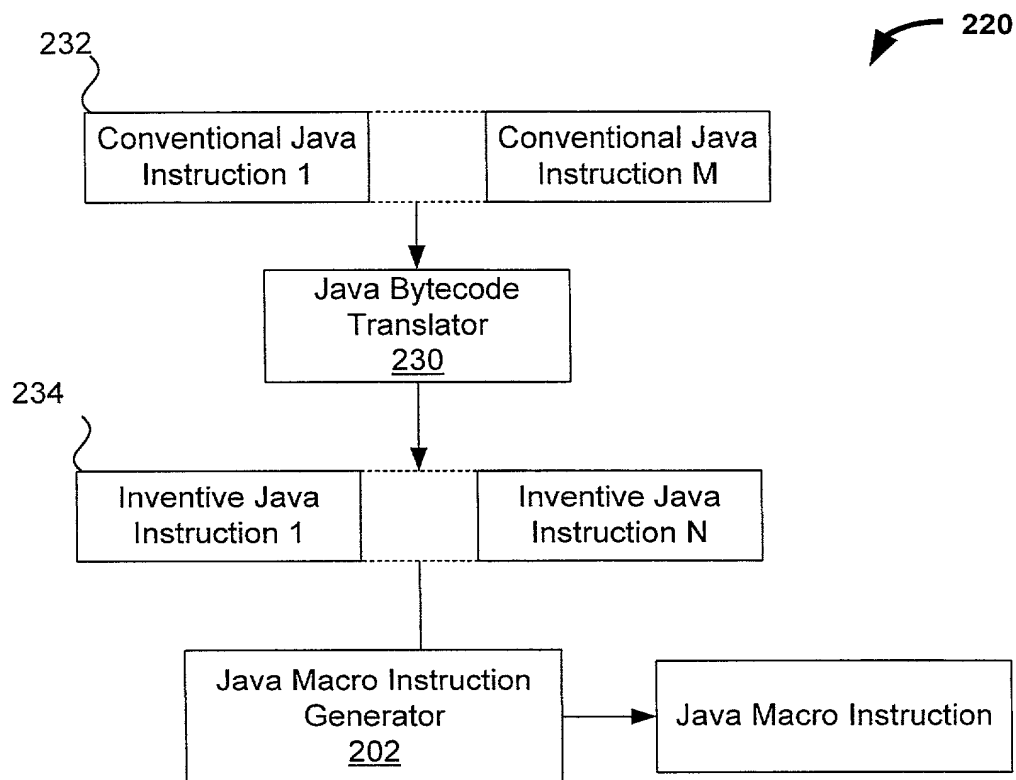 220
232
Conventional Java
Instruction 1
Conventional Java
Instruction M
Java Bytecode
Translator
230
234
Inventive Java
Instruction 1
Inventive Java
Instruction N
Java Macro Instruction
Generator
202
Java Macro Instruction